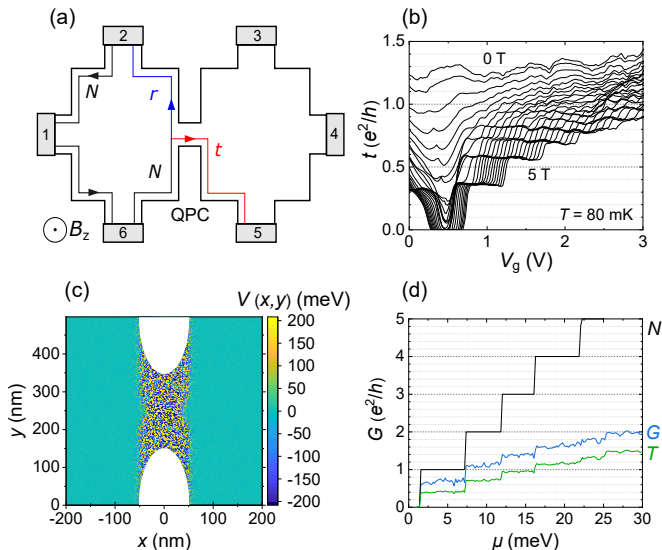 (a)
2
3
N
r
1
4
t
N
QPC
B_z
6
5
(b)
t (e²/h)
1.5
1.0
0.5
0.0
0 T
5 T
T = 80 mK
0 1 2 3
V_g (V)
(c)
V (x,y) (meV)
y (nm)
400
300
200
100
0
-200 -100 0 100 200
x (nm)
200
150
100
50
0
-50
-100
-150
-200
(d)
G (e²/h)
5
4
3
2
1
0
N
G
T
0 5 10 15 20 25 30
μ (meV)